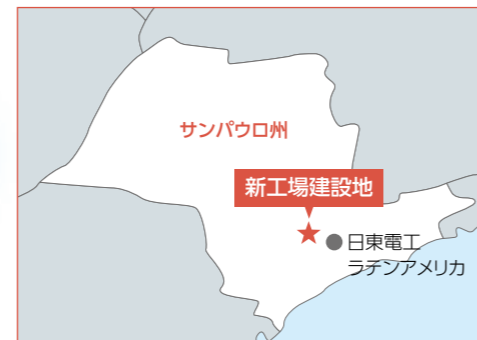 サンパウロ州
新工場建設地
日東電工
ラテンアメリカ